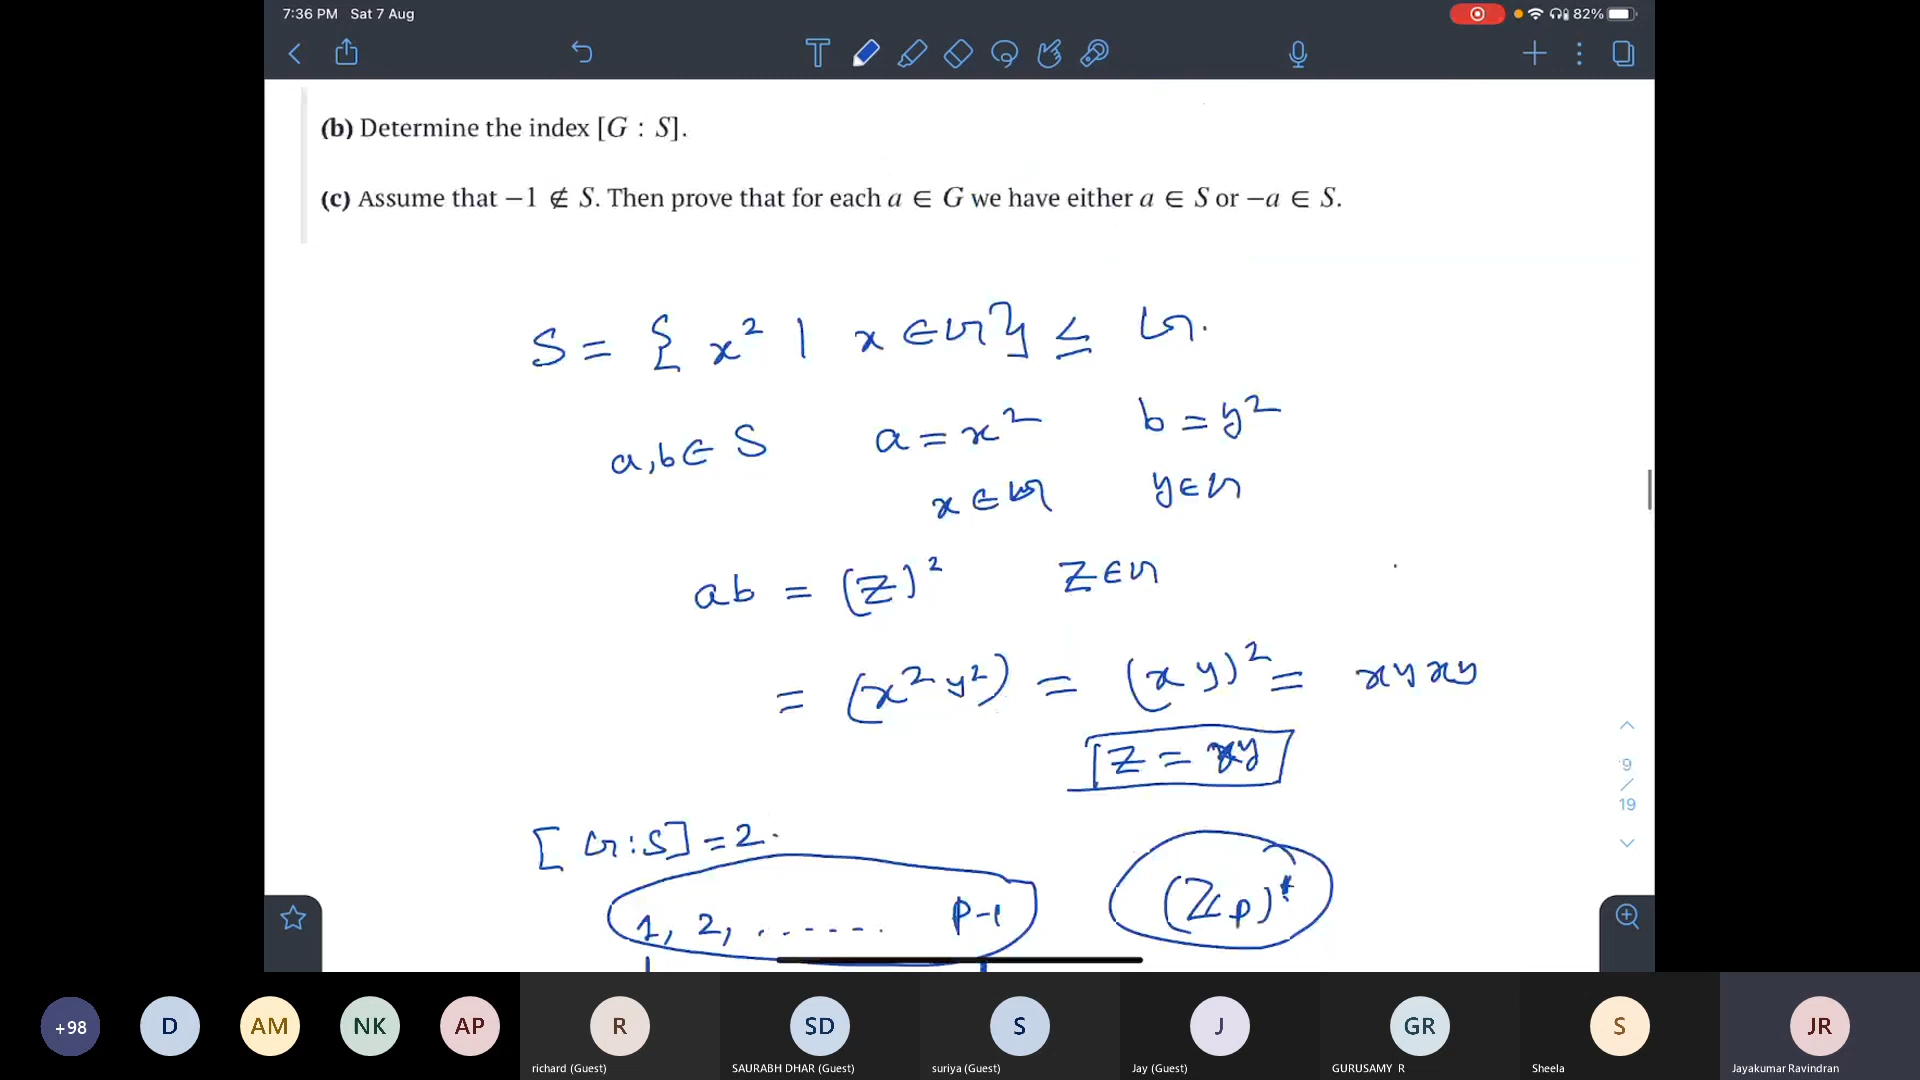 7:36 PM Sat 7 Aug 82%
(b) Determine the index [G : S].
(c) Assume that −1 ∉ S. Then prove that for each a ∈ G we have either a ∈ S or −a ∈ S.
S = { x² | x ∈ G } ≤ G.
a, b ∈ S a = x² b = y²
x ∈ G y ∈ G
ab = (z)² z ∈ G
= (x² y²) = (x y)² = xyxy
z = xy
[G : S] = 2.
1, 2, ....... p-1 (ℤp)*
9
/
19
+98 D AM NK AP R SD S J GR S JR
richard (Guest) SAURABH DHAR (Guest) suriya (Guest) Jay (Guest) GURUSAMY R Sheela Jayakumar Ravindran